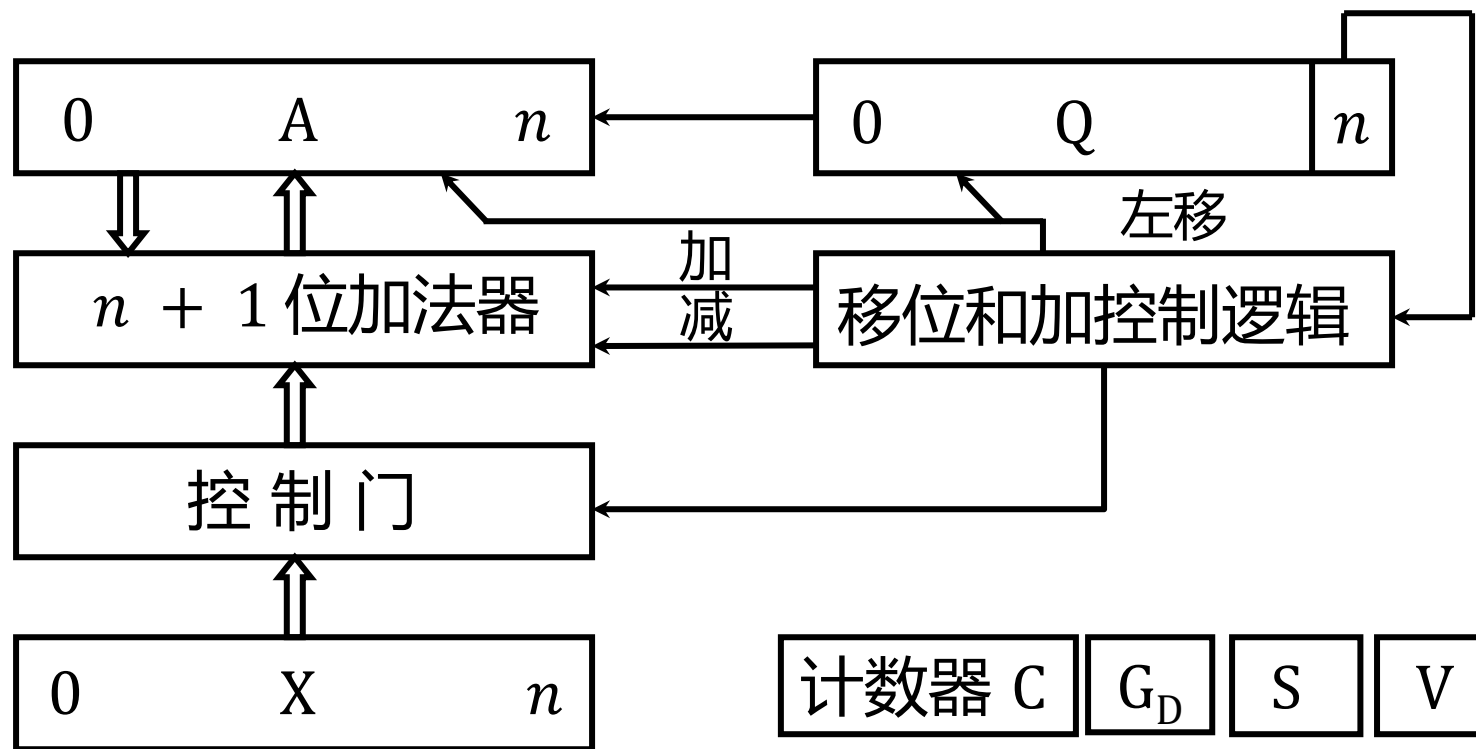 0 A n
0 Q n
左移
加
减
n + 1 位加法器
移位和加控制逻辑
控 制 门
0 X n
计数器 C
G_D
S
V